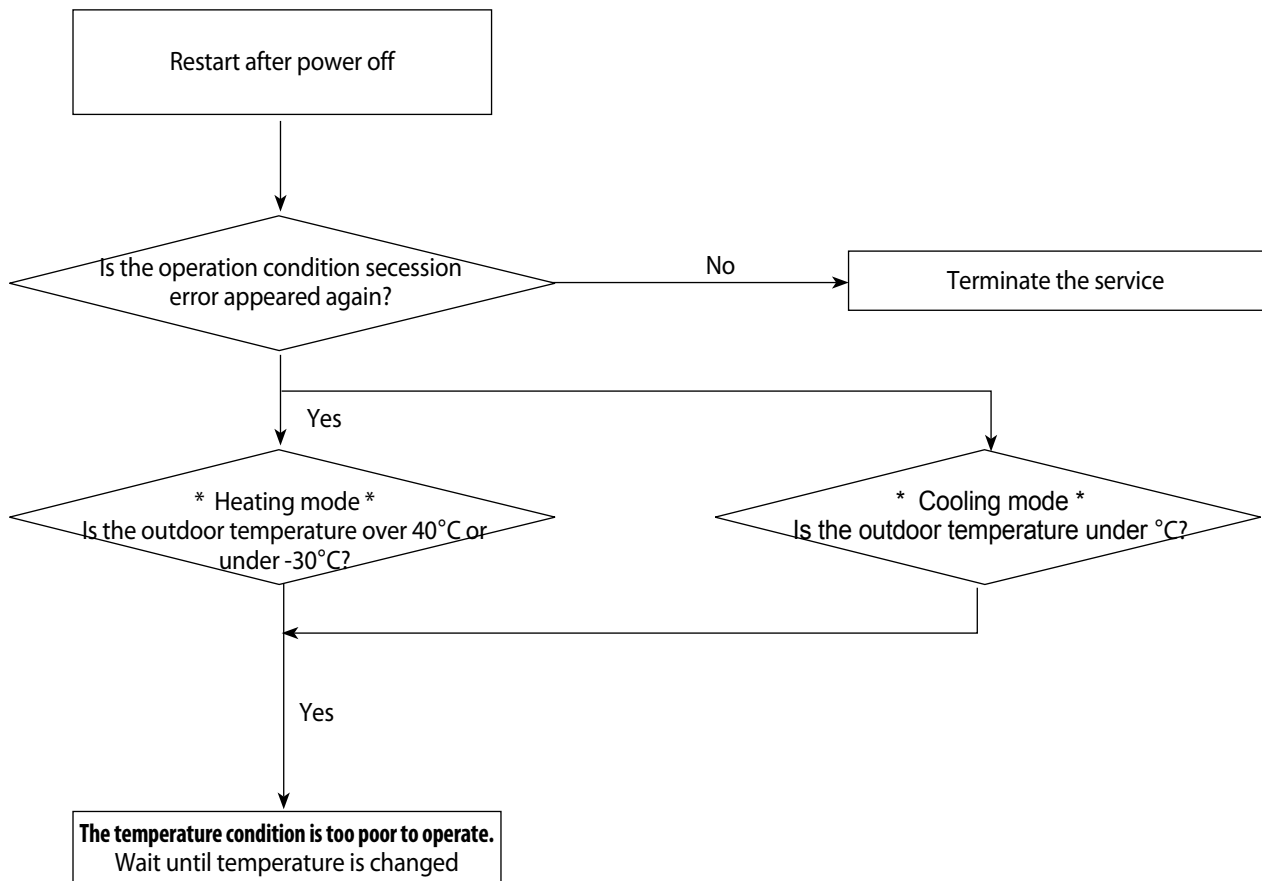 Restart after power off
Is the operation condition secession
error appeared again?
No
Terminate the service
Yes
* Heating mode *
Is the outdoor temperature over 40°C or
under -30°C?
* Cooling mode *
Is the outdoor temperature under °C?
Yes
The temperature condition is too poor to operate.
Wait until temperature is changed